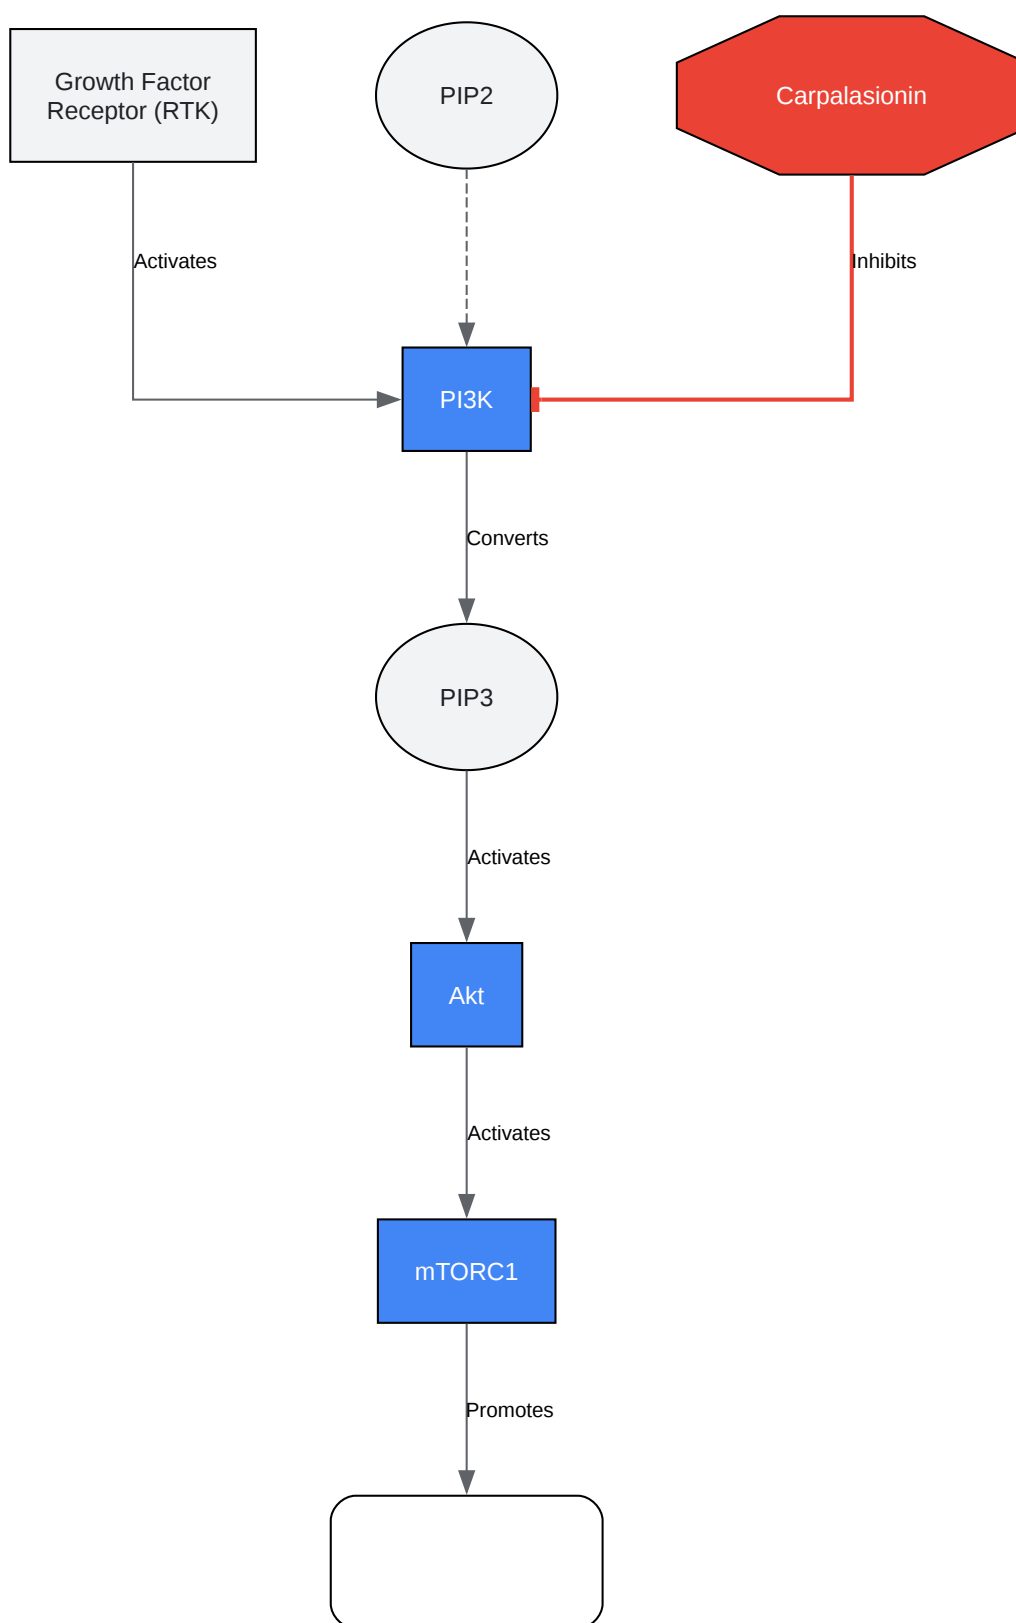 Growth Factor
Receptor (RTK)
PIP2
Carpalasionin
Activates
Inhibits
PI3K
Converts
PIP3
Activates
Akt
Activates
mTORC1
Promotes